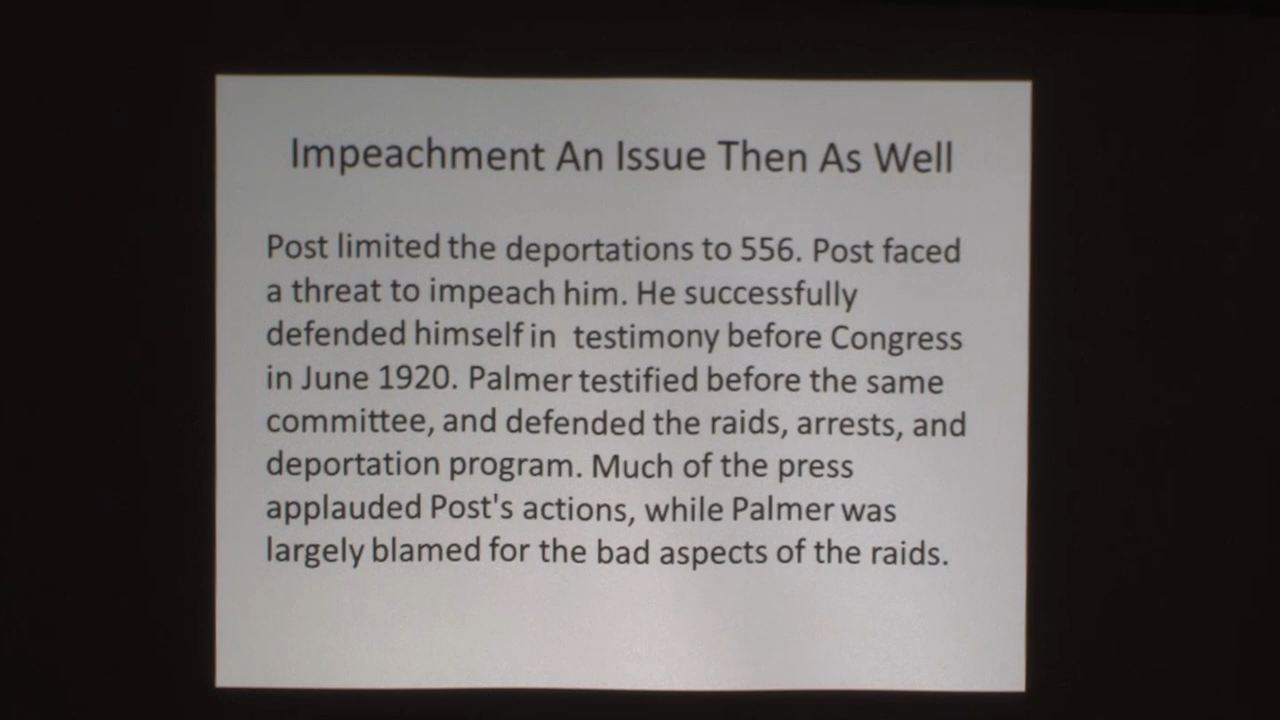 Impeachment An Issue Then As Well
Post limited the deportations to 556. Post faced
a threat to impeach him. He successfully
defended himself in  testimony before Congress
in June 1920. Palmer testified before the same
committee, and defended the raids, arrests, and
deportation program. Much of the press
applauded Post's actions, while Palmer was
largely blamed for the bad aspects of the raids.